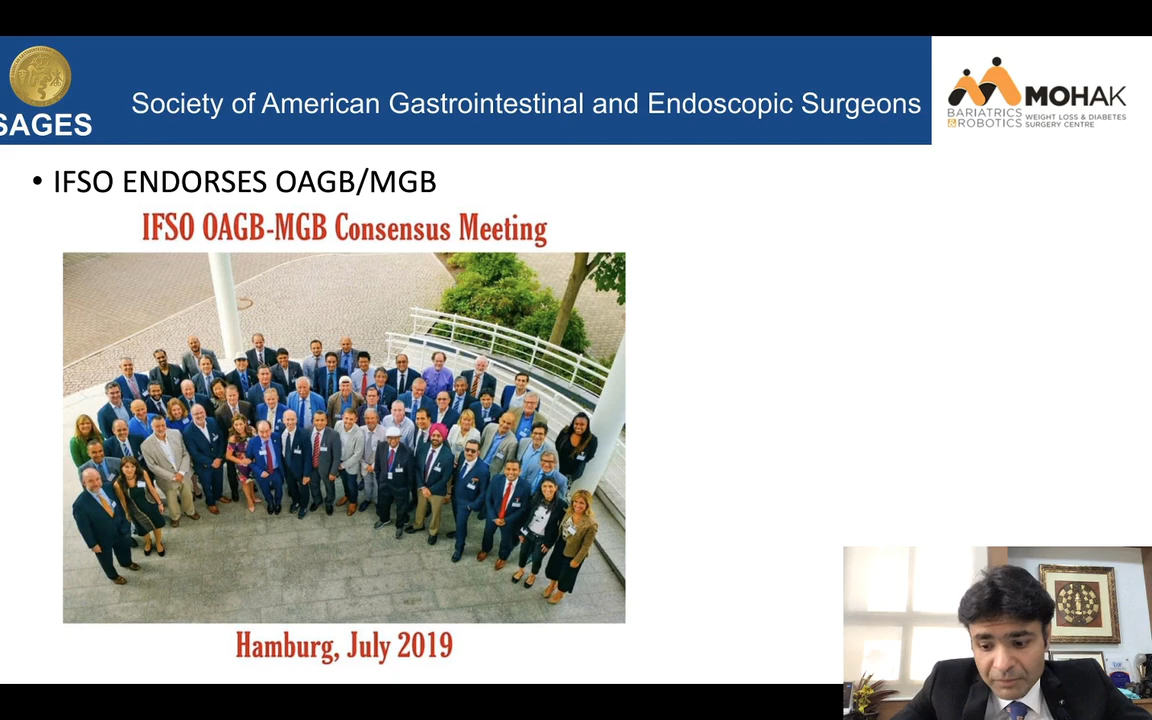 SAGES
Society of American Gastrointestinal and Endoscopic Surgeons
MOHAK
BARIATRICS
&ROBOTICS
WEIGHT LOSS & DIABETES
SURGERY CENTRE
• IFSO ENDORSES OAGB/MGB
IFSO OAGB-MGB Consensus Meeting
Hamburg, July 2019